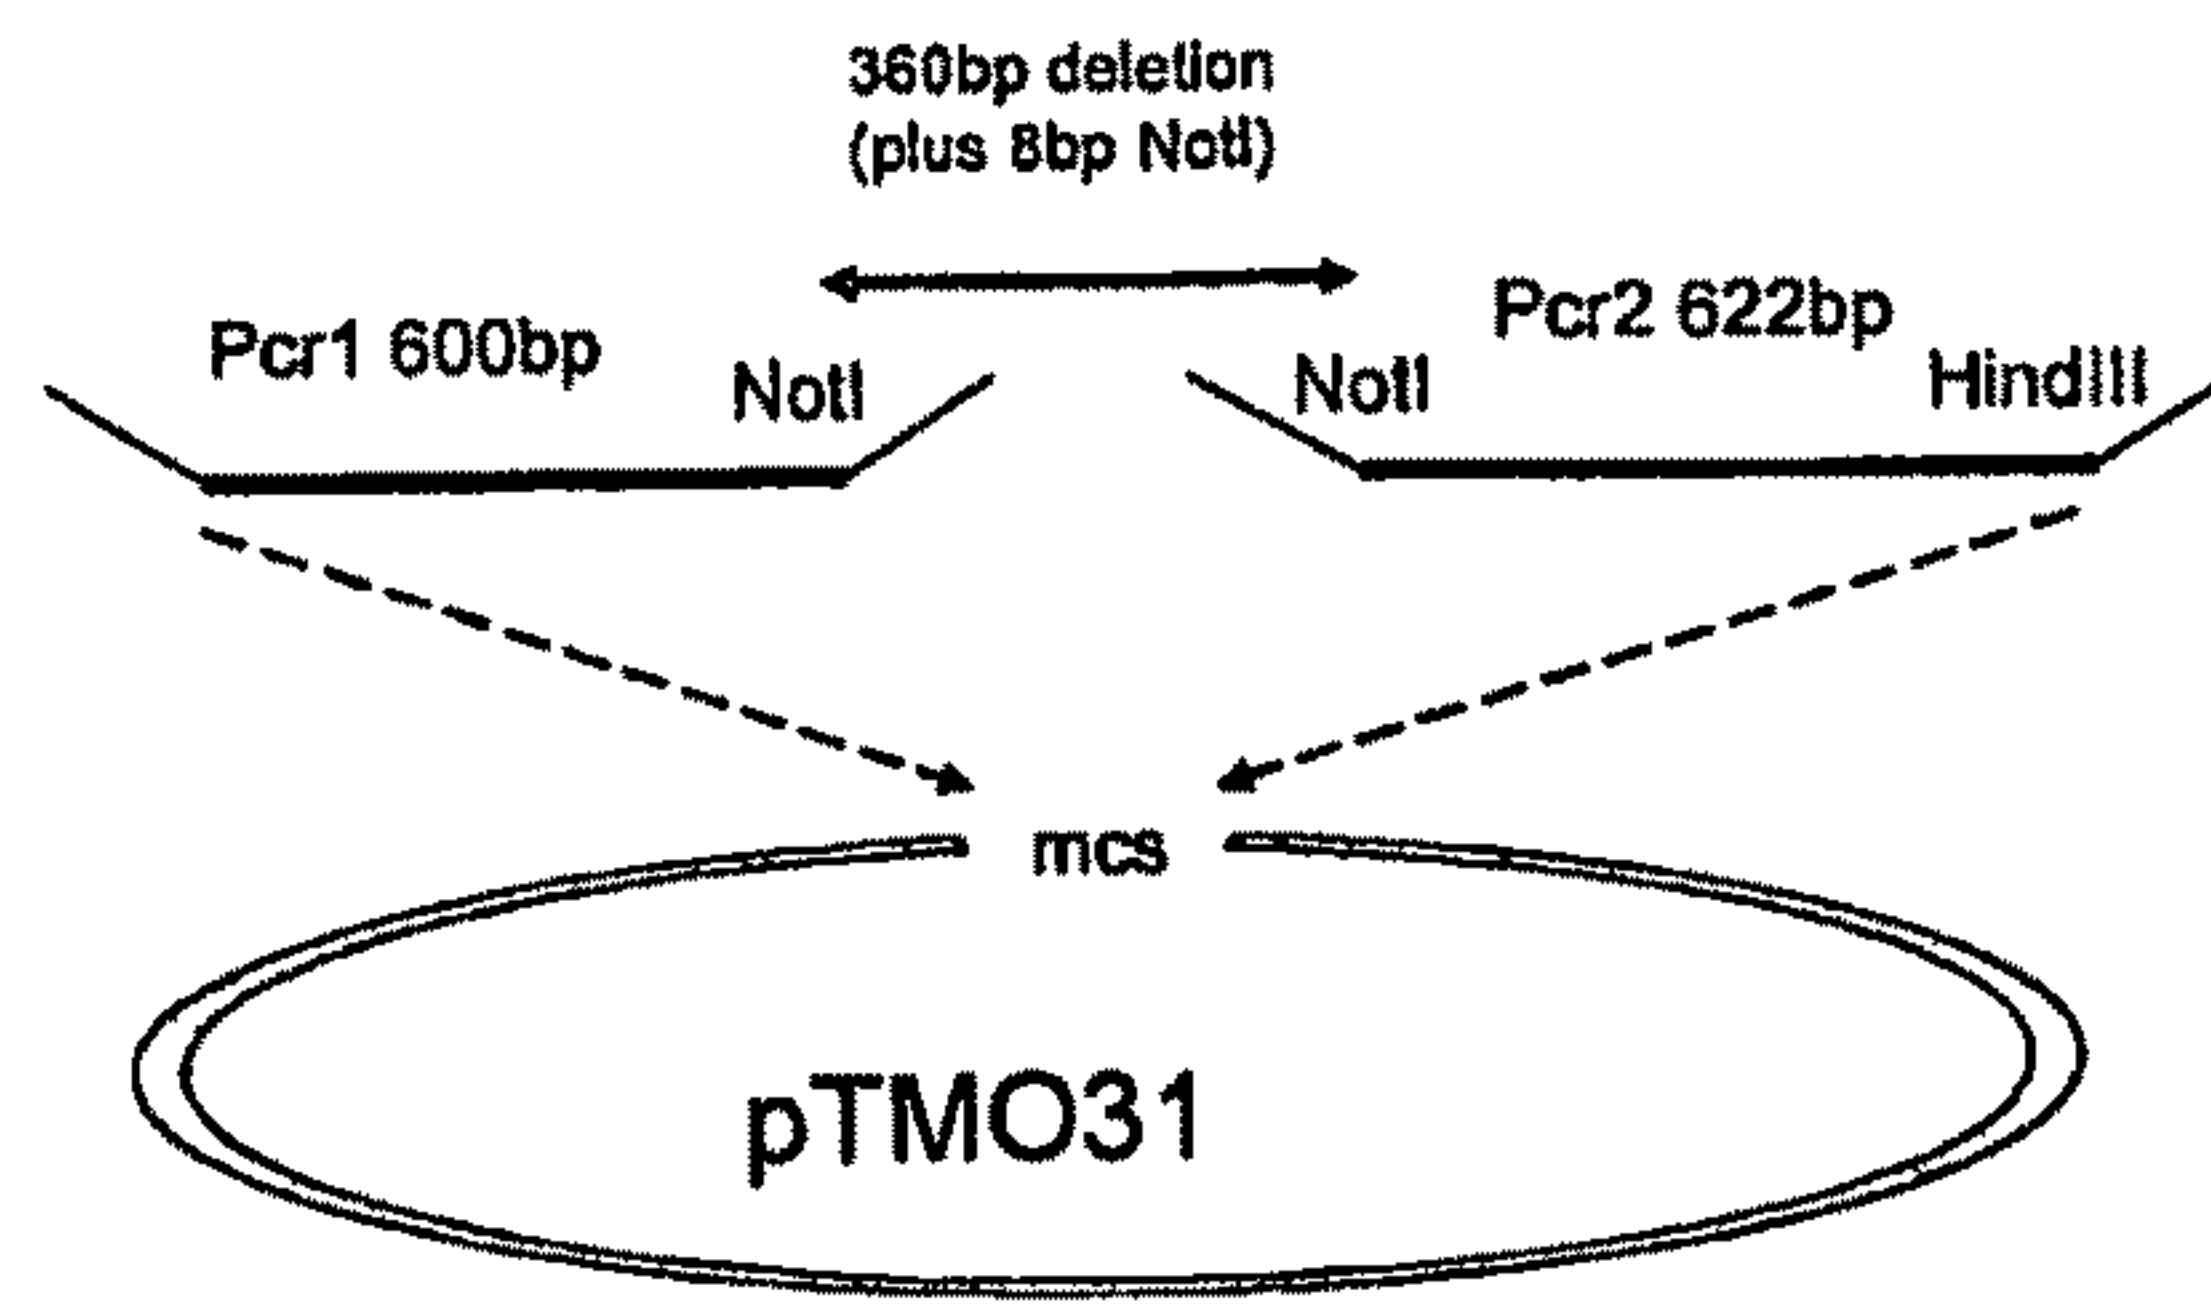 360bp deletion
(plus 8bp NotI)
Pcr1 600bp
NotI
NotI
Pcr2 622bp
HindIII
mcs
pTMO31